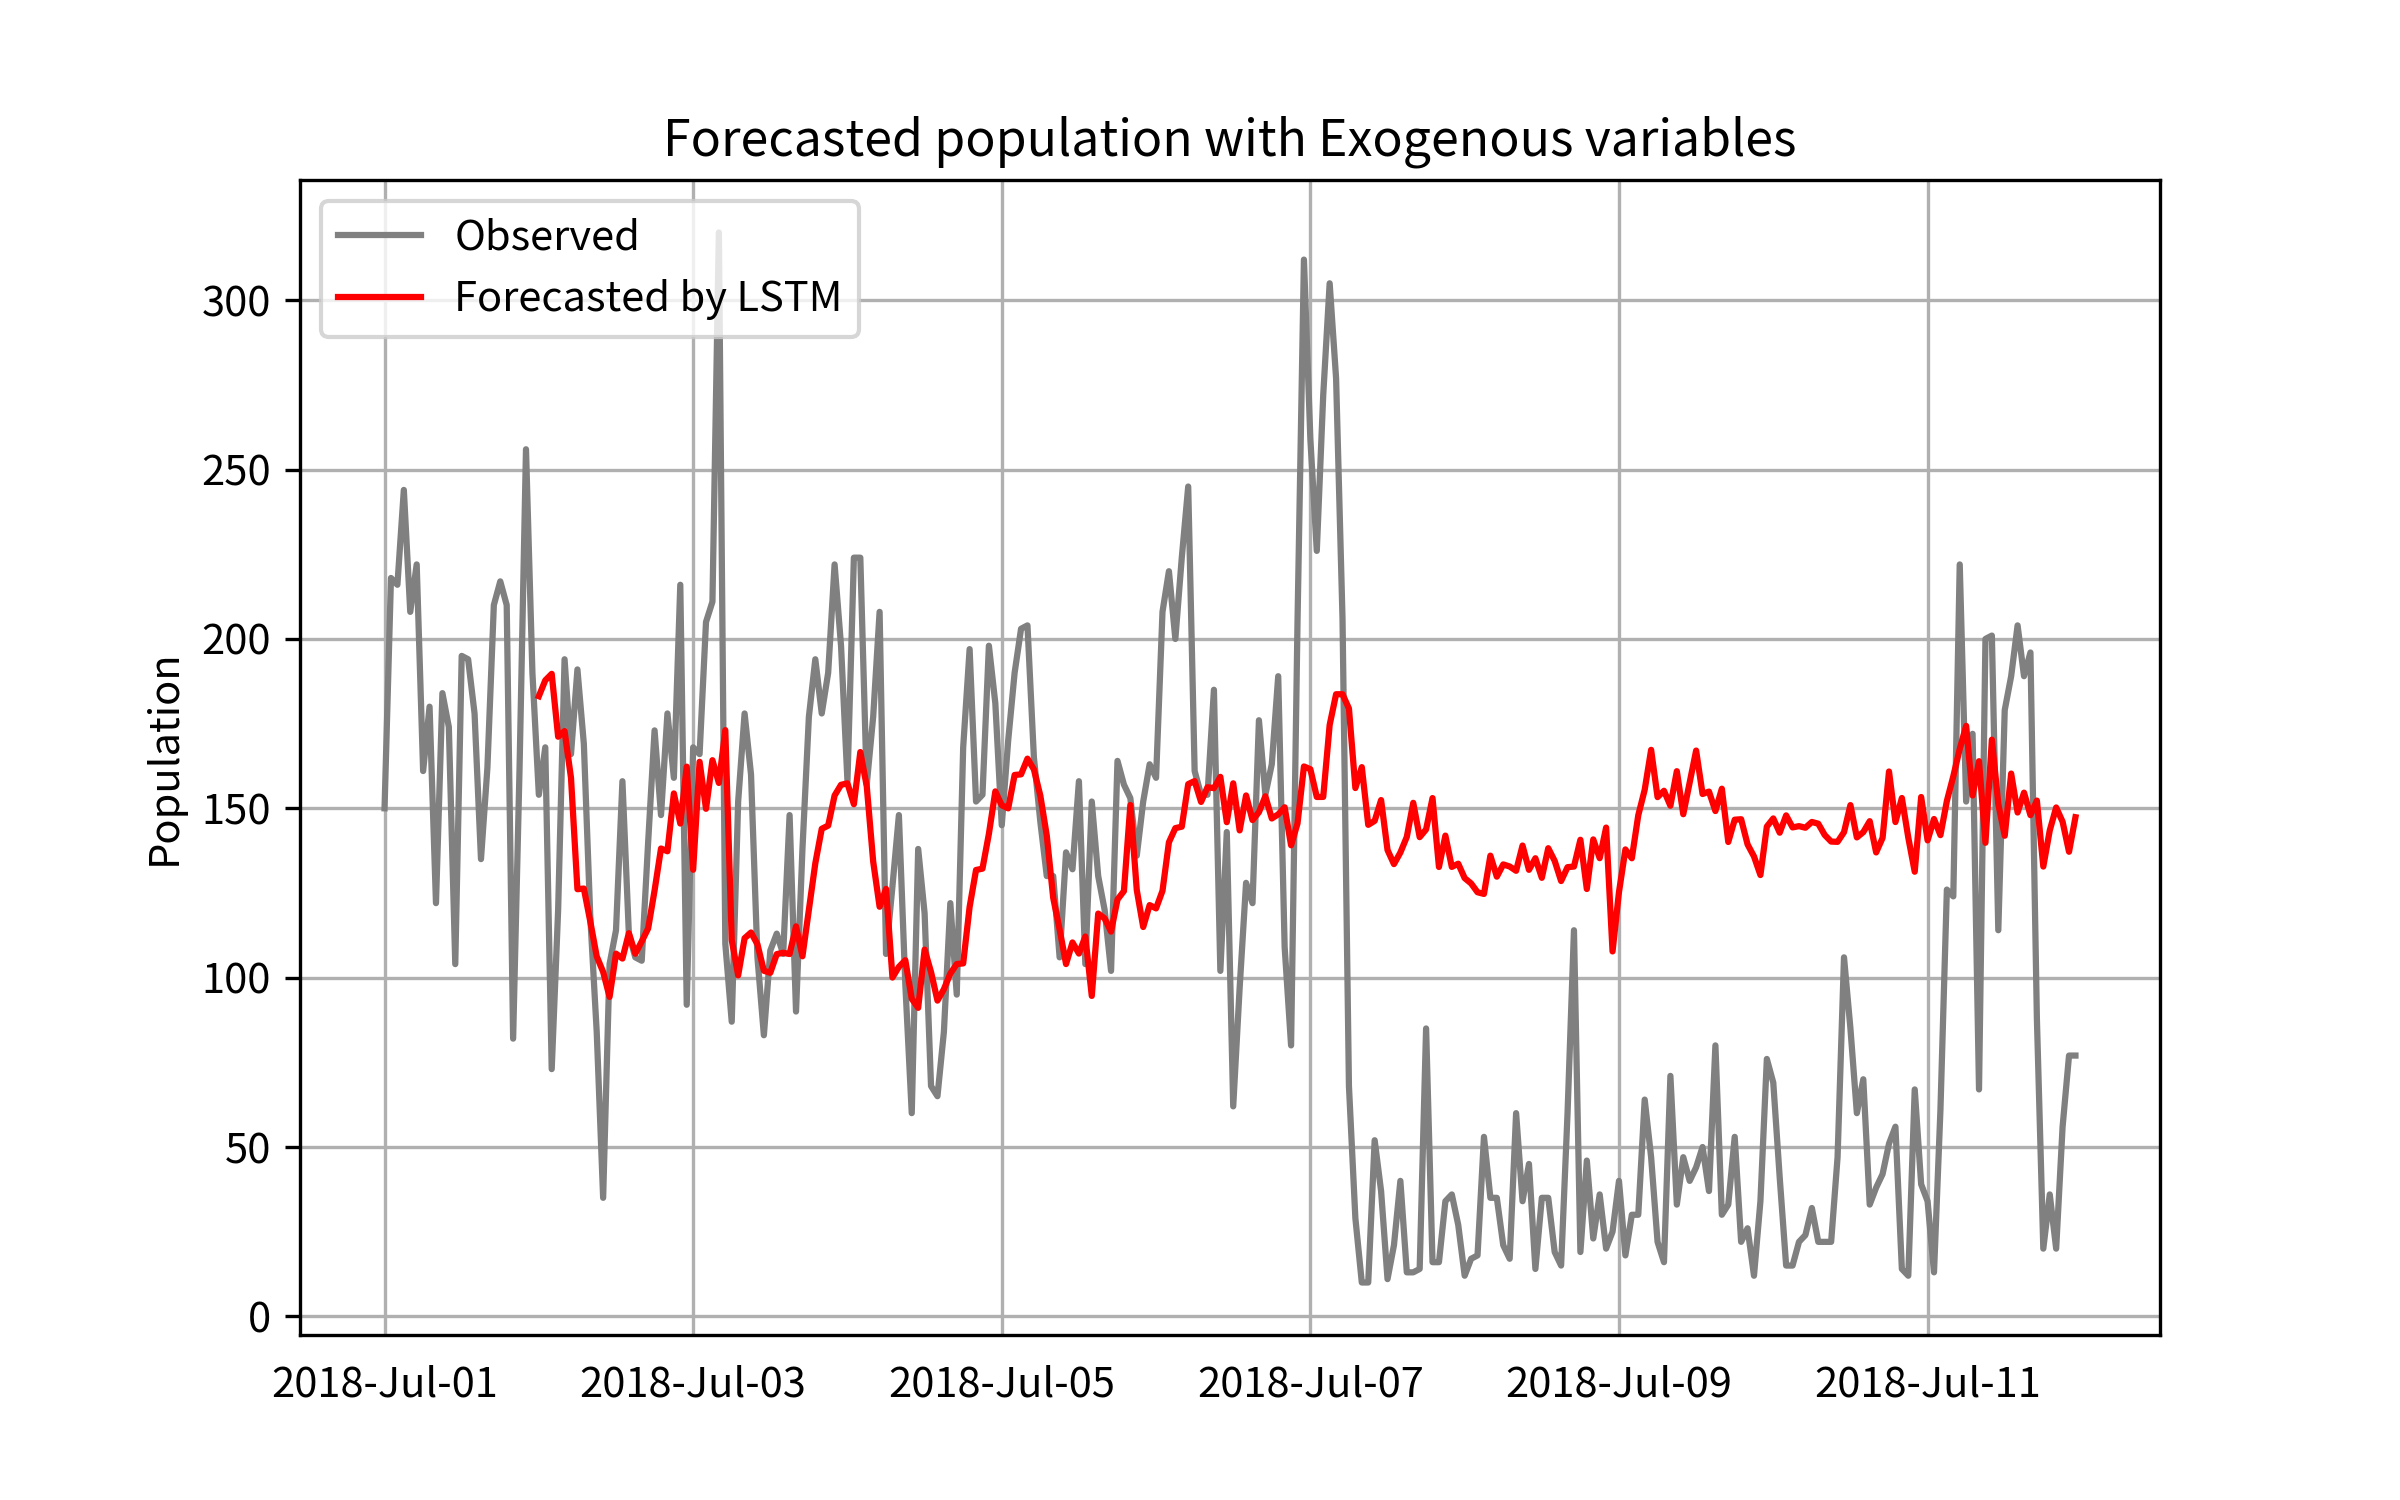 Forecasted population with Exogenous variables
Observed
Forecasted by LSTM
Population
300
250
200
150
100
50
0
2018-Jul-01
2018-Jul-03
2018-Jul-05
2018-Jul-07
2018-Jul-09
2018-Jul-11